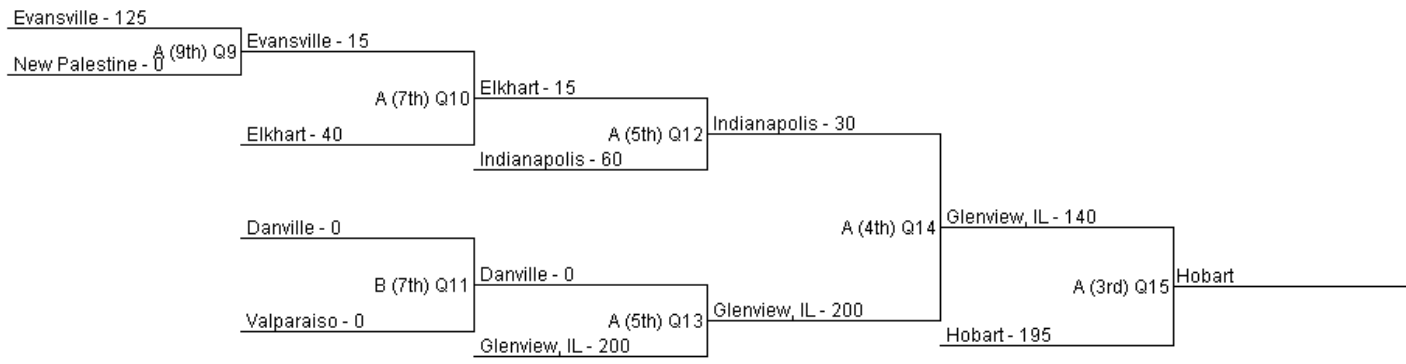 Evansville - 125
A (9th) Q9
New Palestine - 0
Evansville - 15
A (7th) Q10
Elkhart - 40
Elkhart - 15
A (5th) Q12
Indianapolis - 60
Indianapolis - 30
Danville - 0
B (7th) Q11
Valparaiso - 0
Danville - 0
A (5th) Q13
Glenview, IL - 200
Glenview, IL - 200
A (4th) Q14
Glenview, IL - 140
A (3rd) Q15
Hobart - 195
Hobart